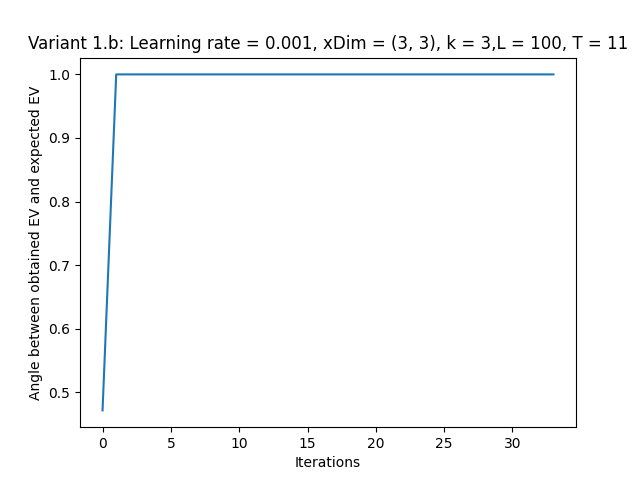 Variant 1.b: Learning rate = 0.001, xDim = (3, 3), k = 3,L = 100, T = 11
1.0
0.9
0.8
0.7
0.6
0.5
Angle between obtained EV and expected EV
0 5 10 15 20 25 30
Iterations